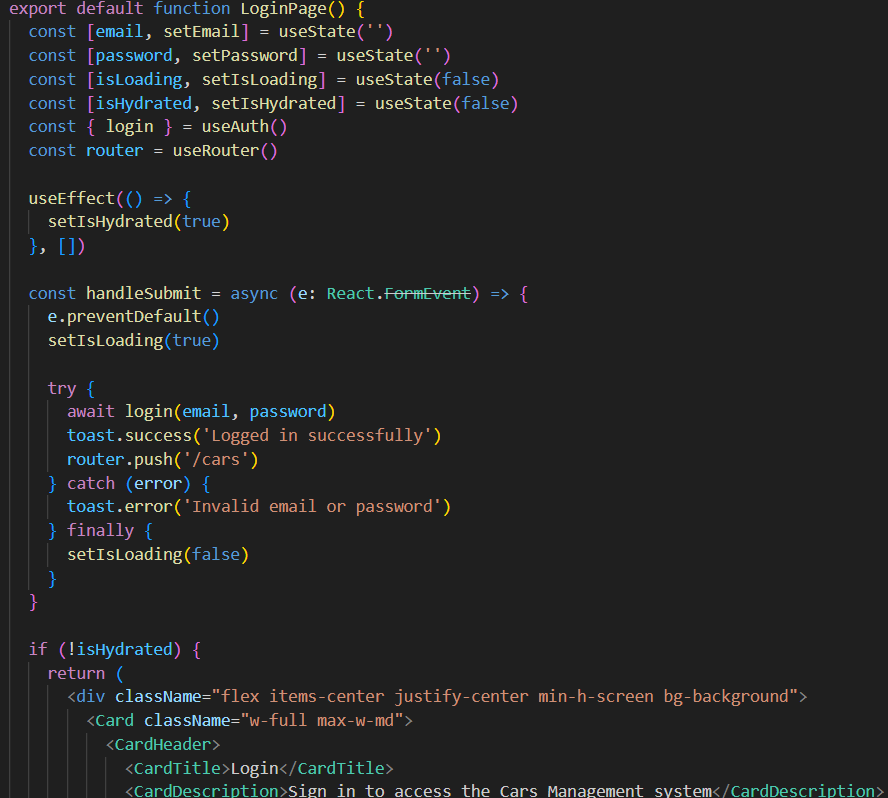 export default function LoginPage() {
  const [email, setEmail] = useState('')
  const [password, setPassword] = useState('')
  const [isLoading, setIsLoading] = useState(false)
  const [isHydrated, setIsHydrated] = useState(false)
  const { login } = useAuth()
  const router = useRouter()

  useEffect(() => {
    setIsHydrated(true)
  }, [])

  const handleSubmit = async (e: React.FormEvent) => {
    e.preventDefault()
    setIsLoading(true)

    try {
      await login(email, password)
      toast.success('Logged in successfully')
      router.push('/cars')
    } catch (error) {
      toast.error('Invalid email or password')
    } finally {
      setIsLoading(false)
    }
  }

  if (!isHydrated) {
    return (
      <div className="flex items-center justify-center min-h-screen bg-background">
        <Card className="w-full max-w-md">
          <CardHeader>
            <CardTitle>Login</CardTitle>
            <CardDescription>Sign in to access the Cars Management system</CardDescription>